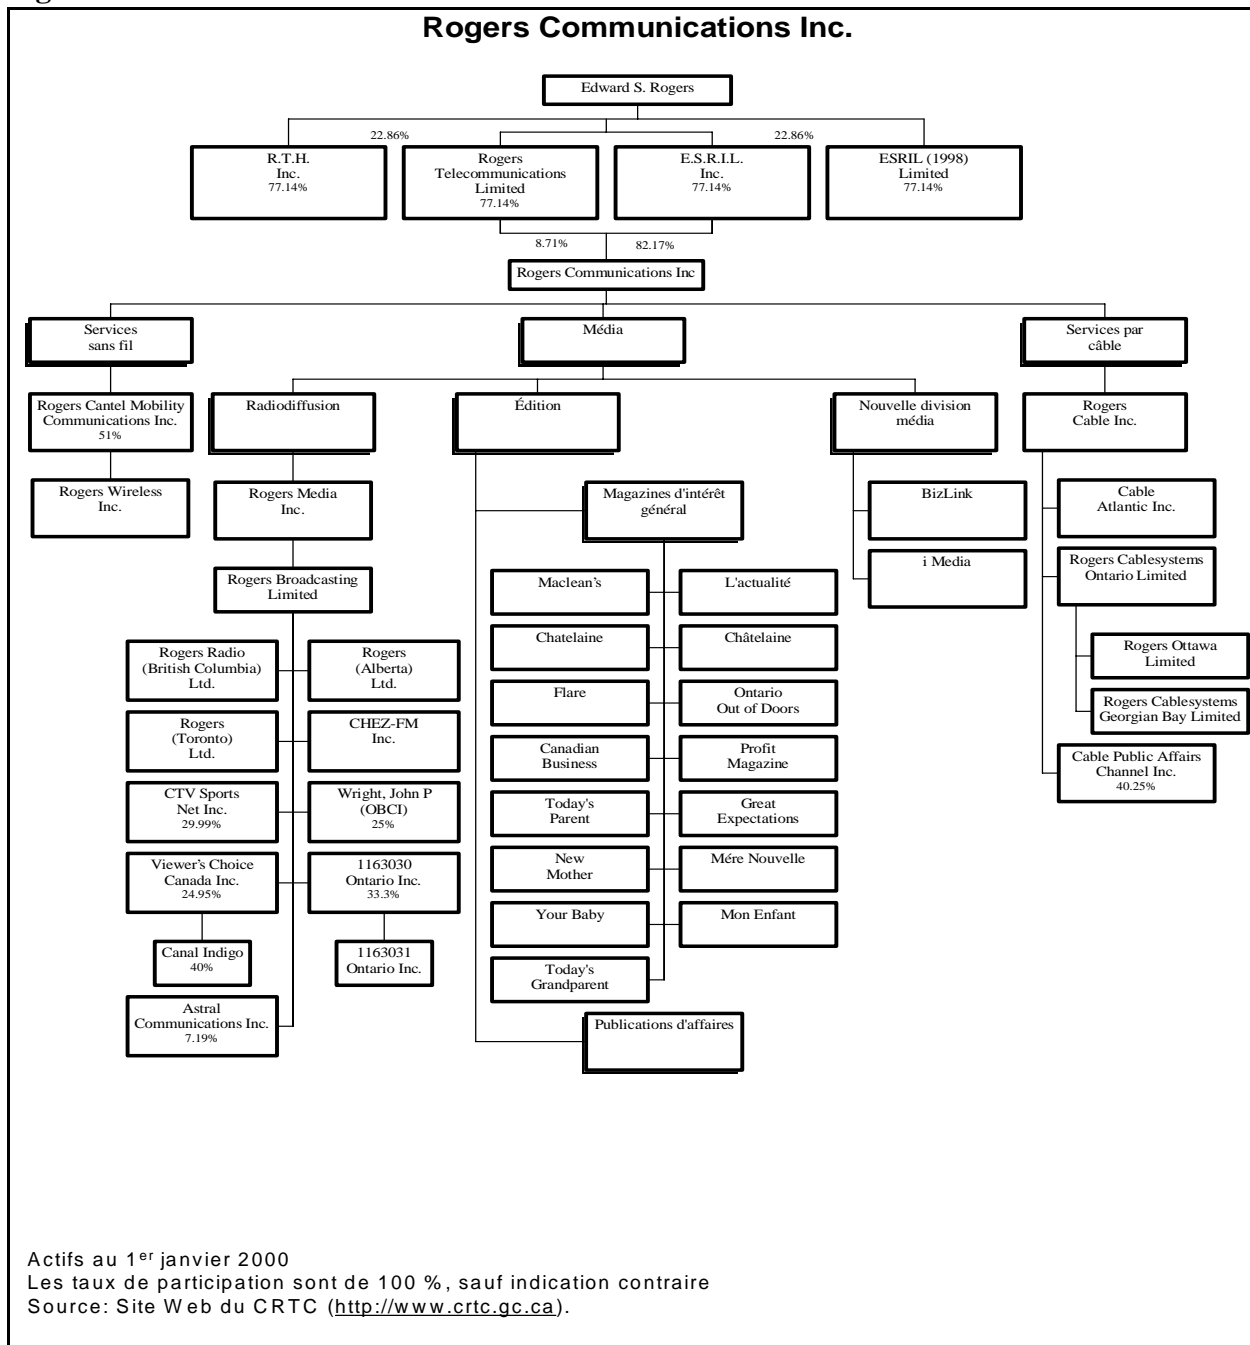 Rogers Communications Inc.
Edward S. Rogers
22.86%
22.86%
R.T.H.
Inc.
77.14%
Rogers
Telecommunications
Limited
77.14%
E.S.R.I.L.
Inc.
77.14%
ESRIL (1998)
Limited
77.14%
8.71%
82.17%
Rogers Communications Inc
Services
sans fil
Média
Services par
câble
Rogers Cantel Mobility
Communications Inc.
51%
Radiodiffusion
Édition
Nouvelle division
média
Rogers
Cable Inc.
Rogers Wireless
Inc.
Rogers Media
Inc.
Magazines d'intérêt
général
BizLink
Cable
Atlantic Inc.
i Media
Rogers Cablesystems
Ontario Limited
Rogers Broadcasting
Limited
Maclean's
L'actualité
Rogers Radio
(British Columbia)
Ltd.
Rogers
(Alberta)
Ltd.
Chatelaine
Châtelaine
Rogers Ottawa
Limited
Flare
Ontario
Out of Doors
Rogers Cablesystems
Georgian Bay Limited
Rogers
(Toronto)
Ltd.
CHEZ-FM
Inc.
Canadian
Business
Profit
Magazine
Cable Public Affairs
Channel Inc.
40.25%
CTV Sports
Net Inc.
29.99%
Wright, John P
(OBCI)
25%
Today's
Parent
Great
Expectations
Viewer's Choice
Canada Inc.
24.95%
1163030
Ontario Inc.
33.3%
New
Mother
Mére Nouvelle
Your Baby
Mon Enfant
Canal Indigo
40%
1163031
Ontario Inc.
Today's
Grandparent
Astral
Communications Inc.
7.19%
Publications d'affaires
Actifs au 1er janvier 2000
Les taux de participation sont de 100 %, sauf indication contraire
Source: Site Web du CRTC (http://www.crtc.gc.ca).